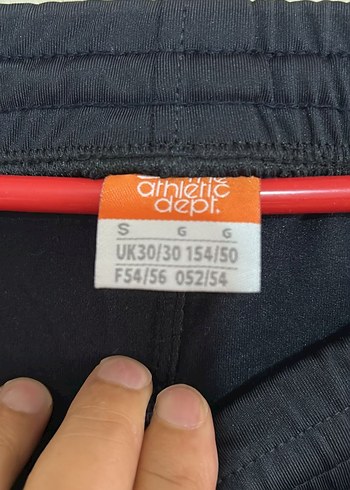 athletic
dept.
S G G
UK30/30 154/50
F54/56 052/54